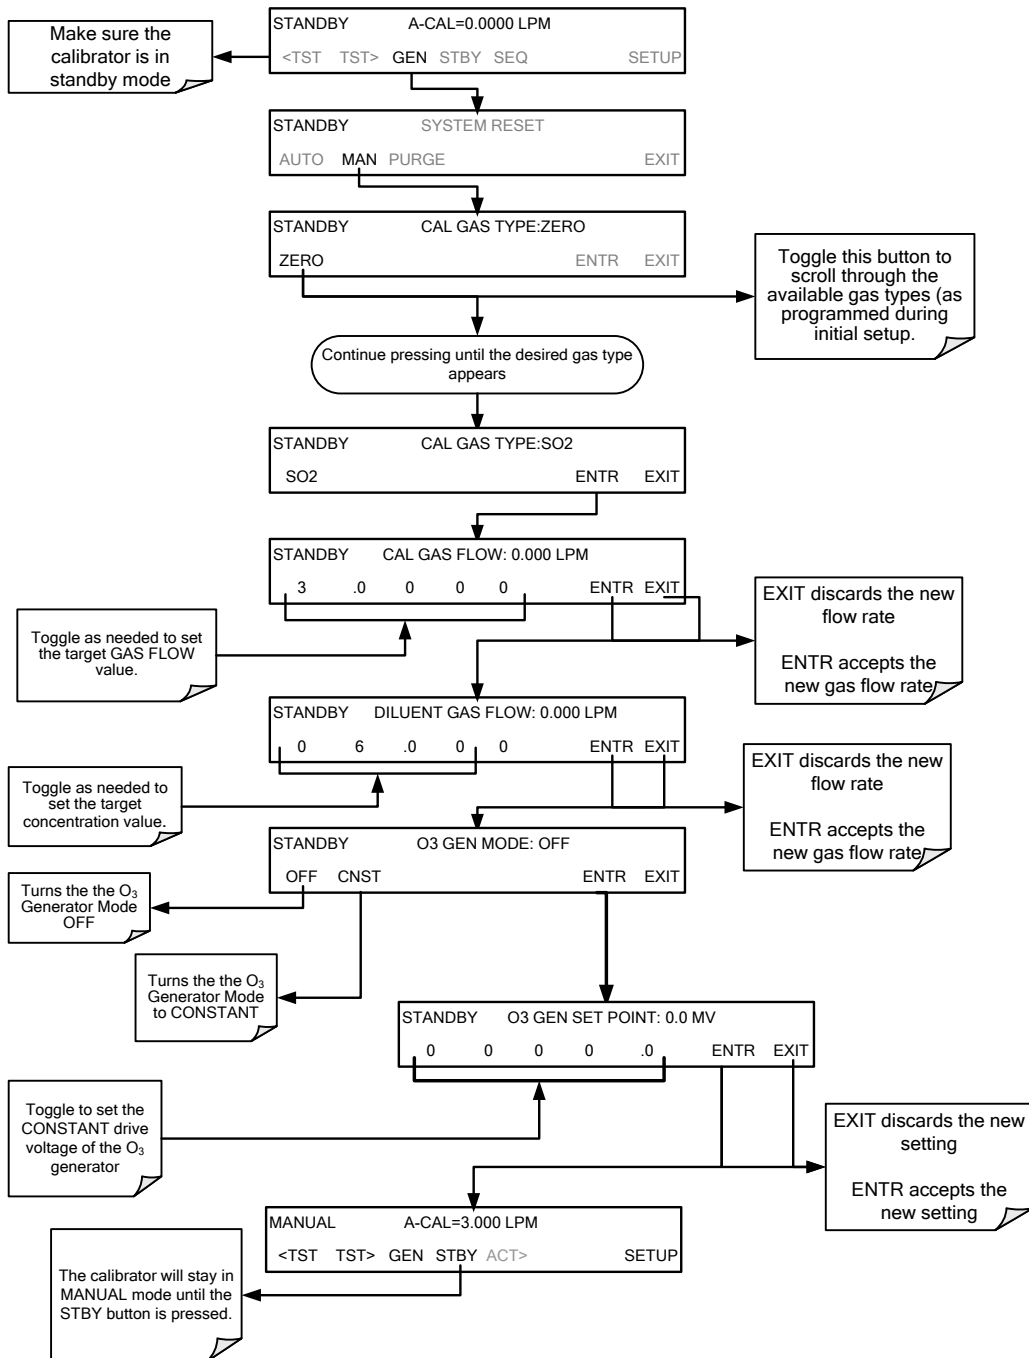 STANDBY A-CAL=0.0000 LPM
<TST TST> GEN STBY SEQ SETUP
Make sure the
calibrator is in
standby mode
STANDBY SYSTEM RESET
AUTO MAN PURGE EXIT
STANDBY CAL GAS TYPE:ZERO
ZERO ENTR EXIT
Toggle this button to
scroll through the
available gas types (as
programmed during
initial setup.
Continue pressing until the desired gas type
appears
STANDBY CAL GAS TYPE:SO2
SO2 ENTR EXIT
STANDBY CAL GAS FLOW: 0.000 LPM
3 .0 0 0 0 ENTR EXIT
EXIT discards the new
flow rate
ENTR accepts the
new gas flow rate
Toggle as needed to set
the target GAS FLOW
value.
STANDBY DILUENT GAS FLOW: 0.000 LPM
0 6 .0 0 0 ENTR EXIT
EXIT discards the new
flow rate
ENTR accepts the
new gas flow rate
Toggle as needed to
set the target
concentration value.
STANDBY O3 GEN MODE: OFF
OFF CNST ENTR EXIT
Turns the the O3
Generator Mode
OFF
Turns the the O3
Generator Mode
to CONSTANT
STANDBY O3 GEN SET POINT: 0.0 MV
0 0 0 0 .0 ENTR EXIT
Toggle to set the
CONSTANT drive
voltage of the O3
generator
EXIT discards the new
setting
ENTR accepts the
new setting
MANUAL A-CAL=3.000 LPM
<TST TST> GEN STBY ACT> SETUP
The calibrator will stay in
MANUAL mode until the
STBY button is pressed.